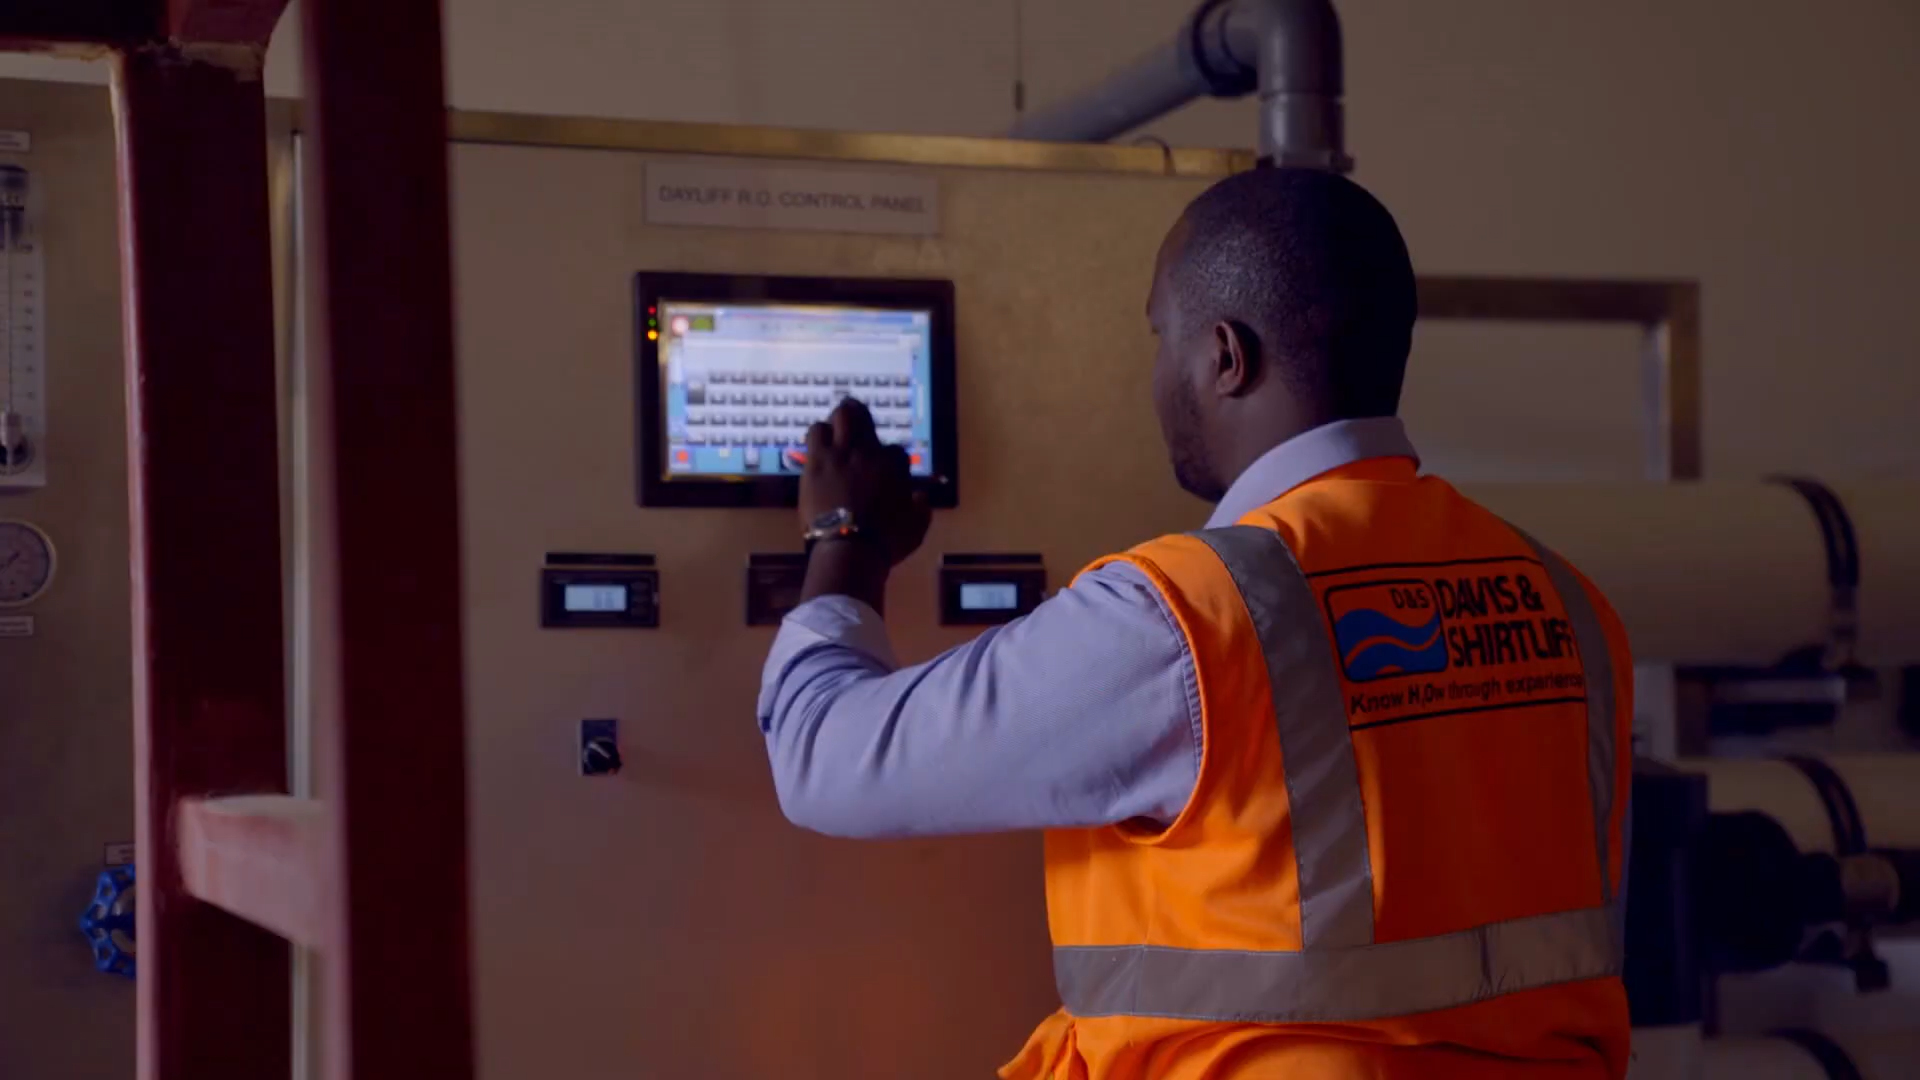 DAYLIFF R.O. CONTROL PANEL
D&S
DAVIS &
SHIRTLIFF
Know H2Ow through experience